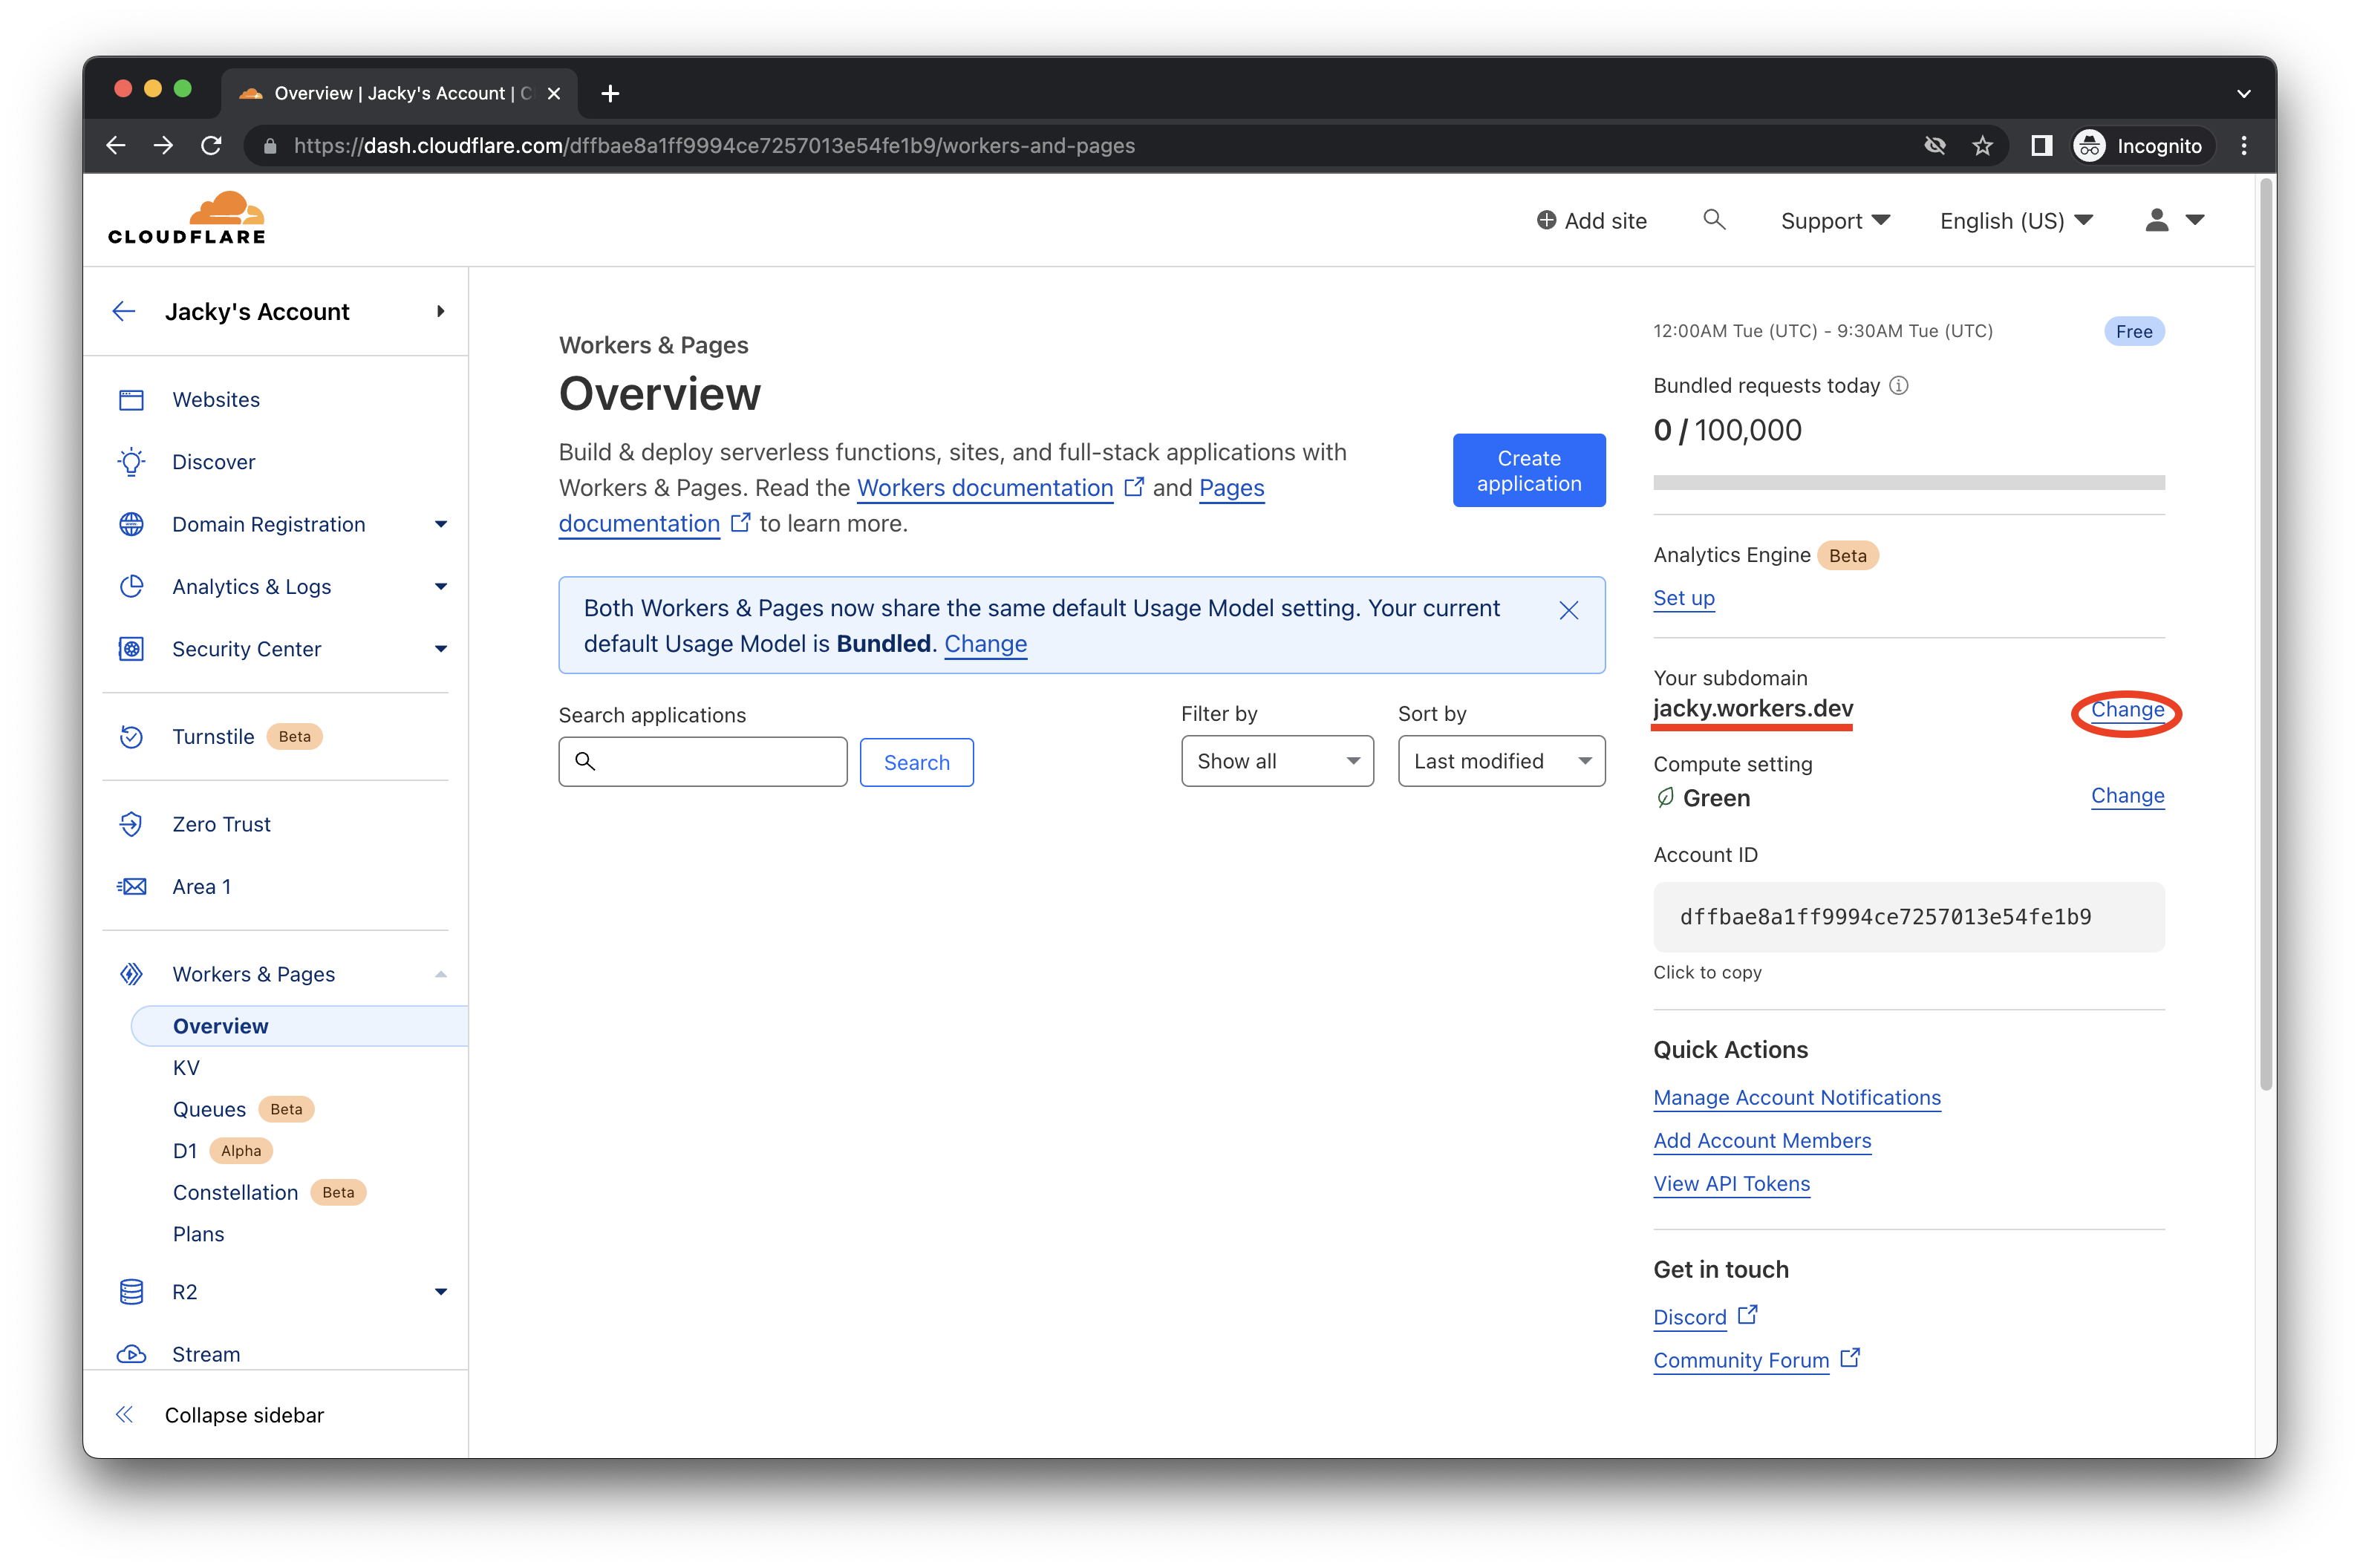 Overview | Jacky's Account | C
https://dash.cloudflare.com/dffbae8a1ff9994ce7257013e54fe1b9/workers-and-pages
Incognito
CLOUDFLARE
Add site
Support
English (US)
Jacky's Account
Websites
Discover
Domain Registration
Analytics & Logs
Security Center
Turnstile Beta
Zero Trust
Area 1
Workers & Pages
Overview
KV
Queues Beta
D1 Alpha
Constellation Beta
Plans
R2
Stream
Collapse sidebar
Workers & Pages
Overview
Build & deploy serverless functions, sites, and full-stack applications with
Workers & Pages. Read the Workers documentation and Pages
documentation to learn more.
Create
application
Both Workers & Pages now share the same default Usage Model setting. Your current
default Usage Model is Bundled. Change
Search applications
Search
Filter by
Show all
Sort by
Last modified
12:00AM Tue (UTC) - 9:30AM Tue (UTC)
Free
Bundled requests today
0 / 100,000
Analytics Engine Beta
Set up
Your subdomain
jacky.workers.dev
Change
Compute setting
Green
Change
Account ID
dffbae8a1ff9994ce7257013e54fe1b9
Click to copy
Quick Actions
Manage Account Notifications
Add Account Members
View API Tokens
Get in touch
Discord
Community Forum